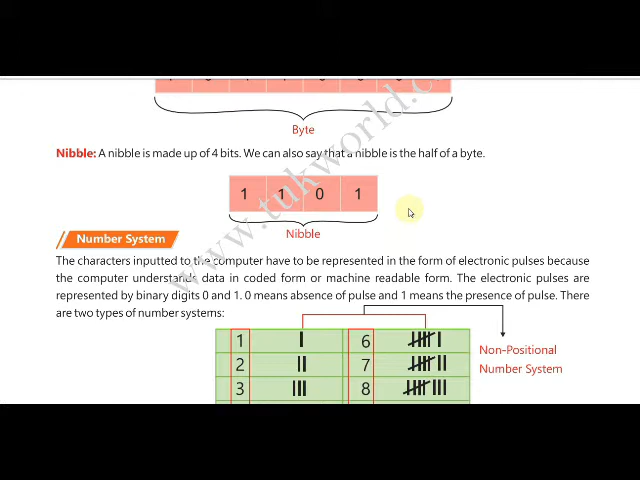 Byte
Nibble: A nibble is made up of 4 bits. We can also say that a nibble is the half of a byte.
1 1 0 1
Nibble
Number System
The characters inputted to the computer have to be represented in the form of electronic pulses because
the computer understands data in coded form or machine readable form. The electronic pulses are
represented by binary digits 0 and 1. 0 means absence of pulse and 1 means the presence of pulse. There
are two types of number systems:
1 6
2 7
3 8
Non-Positional
Number System
www.tukworld.com